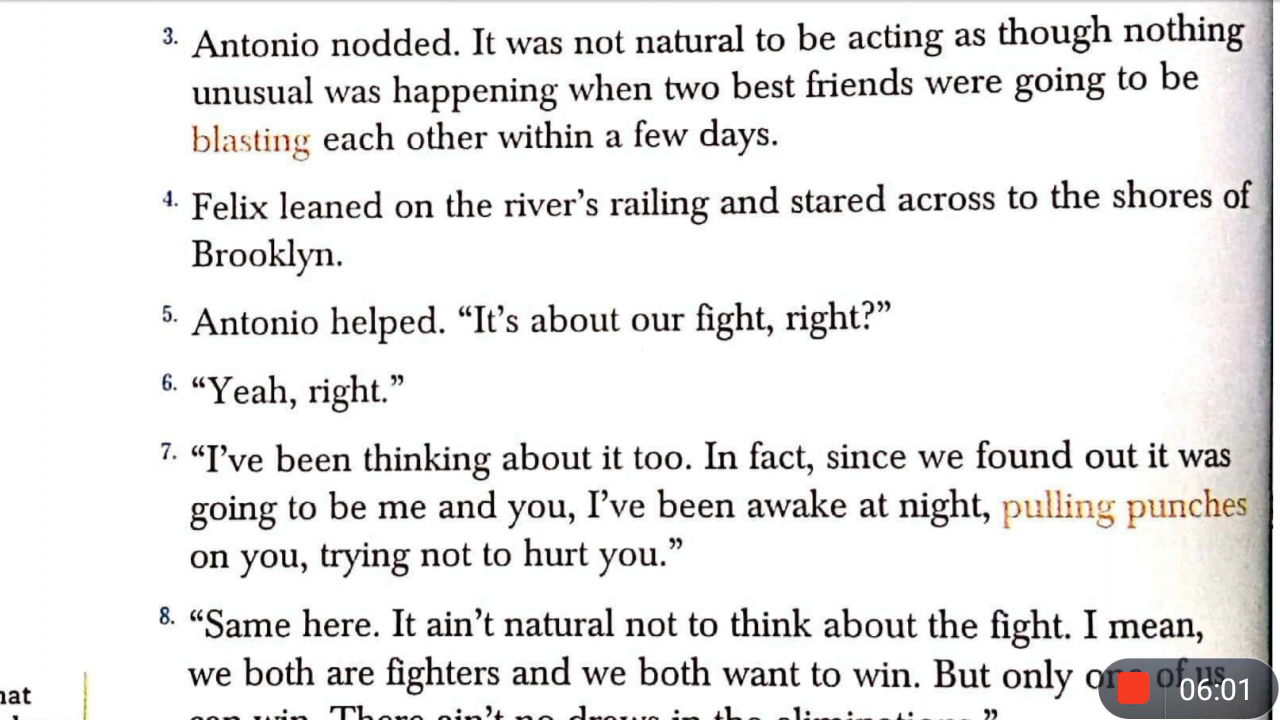 3. Antonio nodded. It was not natural to be acting as though nothing
unusual was happening when two best friends were going to be
blasting each other within a few days.
4. Felix leaned on the river’s railing and stared across to the shores of
Brooklyn.
5. Antonio helped. “It’s about our fight, right?”
6. “Yeah, right.”
7. “I’ve been thinking about it too. In fact, since we found out it was
going to be me and you, I’ve been awake at night, pulling punches
on you, trying not to hurt you.”
8. “Same here. It ain’t natural not to think about the fight. I mean,
we both are fighters and we both want to win. But only one of us
can win. There ain’t no draws in the eliminations.”
06:01